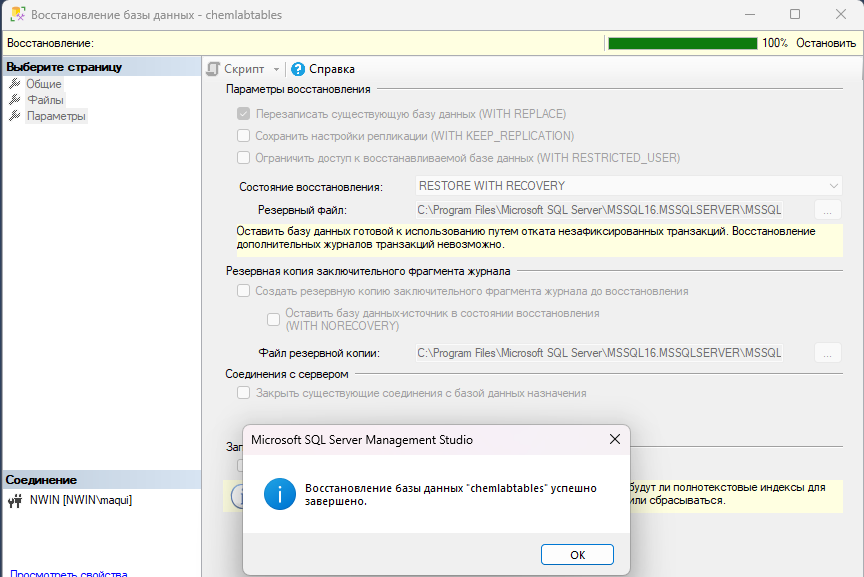 Восстановление базы данных - chemlabtables
Восстановление:
100%
Остановить
Выберите страницу
Общие
Файлы
Параметры
Скрипт
Справка
Параметры восстановления
Перезаписать существующую базу данных (WITH REPLACE)
Сохранить настройки репликации (WITH KEEP_REPLICATION)
Ограничить доступ к восстанавливаемой базе данных (WITH RESTRICTED_USER)
Состояние восстановления:
RESTORE WITH RECOVERY
Резервный файл:
C:\Program Files\Microsoft SQL Server\MSSQL16.MSSQLSERVER\MSSQL
...
Оставить базу данных готовой к использованию путем отката незафиксированных транзакций. Восстановление
дополнительных журналов транзакций невозможно.
Резервная копия заключительного фрагмента журнала
Создать резервную копию заключительного фрагмента журнала до восстановления
Оставить базу данных-источник в состоянии восстановления
(WITH NORECOVERY)
Файл резервной копии:
C:\Program Files\Microsoft SQL Server\MSSQL16.MSSQLSERVER\MSSQL
...
Соединения с сервером
Закрыть существующие соединения с базой данных назначения
Microsoft SQL Server Management Studio
Восстановление базы данных "chemlabtables" успешно
завершено.
OK
будут ли полнотекстовые индексы для
или сбрасываться.
Соединение
NWIN [NWIN\maqui]
Просмотреть свойства